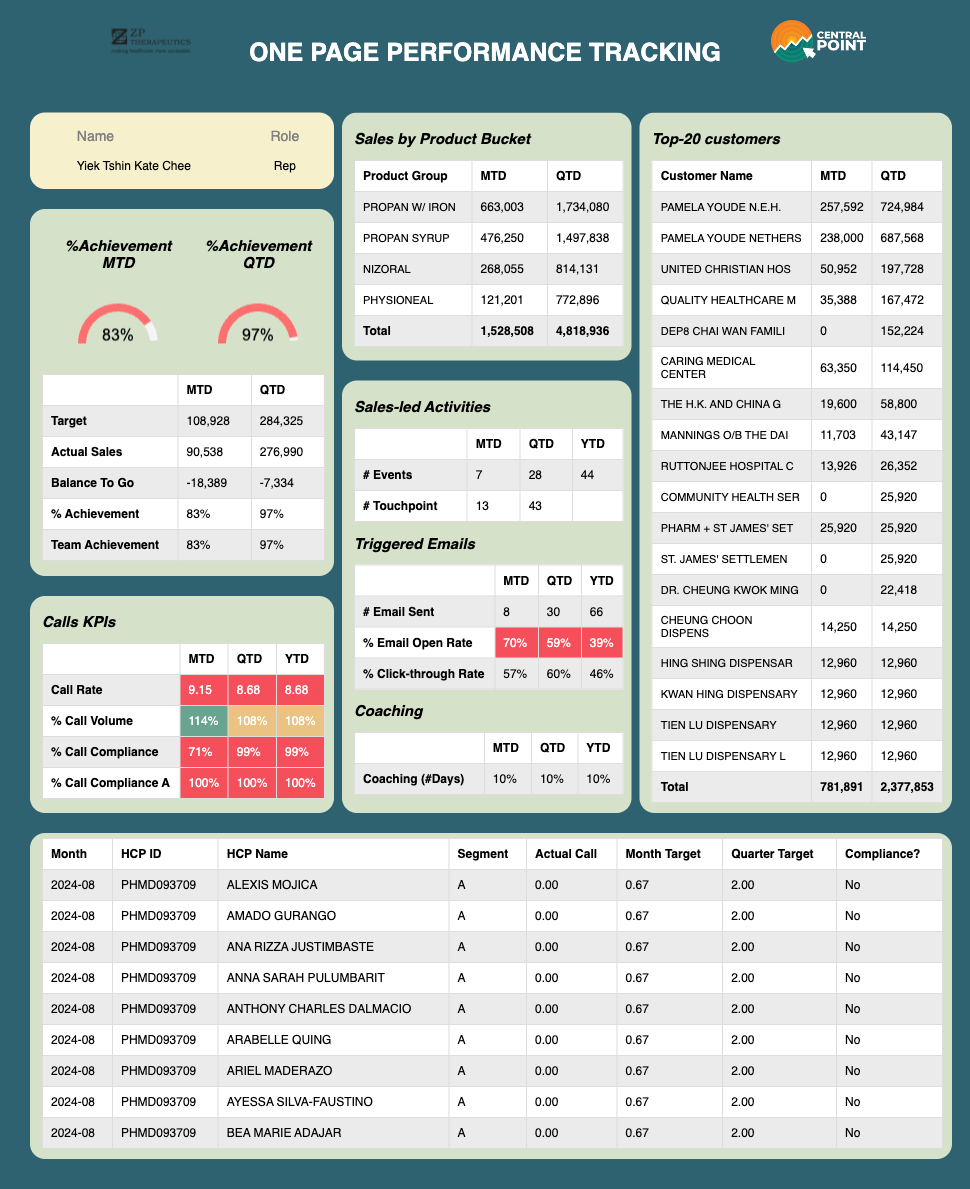 ZP
THERAPEUTICS
making healthcare more accessible
ONE PAGE PERFORMANCE TRACKING
CENTRAL
POINT
Name Role
Yiek Tshin Kate Chee Rep
%Achievement MTD %Achievement QTD
83% 97%
MTD QTD
Target 108,928 284,325
Actual Sales 90,538 276,990
Balance To Go -18,389 -7,334
% Achievement 83% 97%
Team Achievement 83% 97%
Calls KPIs
MTD QTD YTD
Call Rate 9.15 8.68 8.68
% Call Volume 114% 108% 108%
% Call Compliance 71% 99% 99%
% Call Compliance A 100% 100% 100%
Sales by Product Bucket
Product Group MTD QTD
PROPAN W/ IRON 663,003 1,734,080
PROPAN SYRUP 476,250 1,497,838
NIZORAL 268,055 814,131
PHYSIONEAL 121,201 772,896
Total 1,528,508 4,818,936
Sales-led Activities
MTD QTD YTD
# Events 7 28 44
# Touchpoint 13 43
Triggered Emails
MTD QTD YTD
# Email Sent 8 30 66
% Email Open Rate 70% 59% 39%
% Click-through Rate 57% 60% 46%
Coaching
MTD QTD YTD
Coaching (#Days) 10% 10% 10%
Top-20 customers
Customer Name MTD QTD
PAMELA YOUDE N.E.H. 257,592 724,984
PAMELA YOUDE NETHERS 238,000 687,568
UNITED CHRISTIAN HOS 50,952 197,728
QUALITY HEALTHCARE M 35,388 167,472
DEP8 CHAI WAN FAMILI 0 152,224
CARING MEDICAL
CENTER 63,350 114,450
THE H.K. AND CHINA G 19,600 58,800
MANNINGS O/B THE DAI 11,703 43,147
RUTTONJEE HOSPITAL C 13,926 26,352
COMMUNITY HEALTH SER 0 25,920
PHARM + ST JAMES' SET 25,920 25,920
ST. JAMES' SETTLEMEN 0 25,920
DR. CHEUNG KWOK MING 0 22,418
CHEUNG CHOON
DISPENS 14,250 14,250
HING SHING DISPENSAR 12,960 12,960
KWAN HING DISPENSARY 12,960 12,960
TIEN LU DISPENSARY 12,960 12,960
TIEN LU DISPENSARY L 12,960 12,960
Total 781,891 2,377,853
Month HCP ID HCP Name Segment Actual Call Month Target Quarter Target Compliance?
2024-08 PHMD093709 ALEXIS MOJICA A 0.00 0.67 2.00 No
2024-08 PHMD093709 AMADO GURANGO A 0.00 0.67 2.00 No
2024-08 PHMD093709 ANA RIZZA JUSTIMBASTE A 0.00 0.67 2.00 No
2024-08 PHMD093709 ANNA SARAH PULUMBARIT A 0.00 0.67 2.00 No
2024-08 PHMD093709 ANTHONY CHARLES DALMACIO A 0.00 0.67 2.00 No
2024-08 PHMD093709 ARABELLE QUING A 0.00 0.67 2.00 No
2024-08 PHMD093709 ARIEL MADERAZO A 0.00 0.67 2.00 No
2024-08 PHMD093709 AYESSA SILVA-FAUSTINO A 0.00 0.67 2.00 No
2024-08 PHMD093709 BEA MARIE ADAJAR A 0.00 0.67 2.00 No